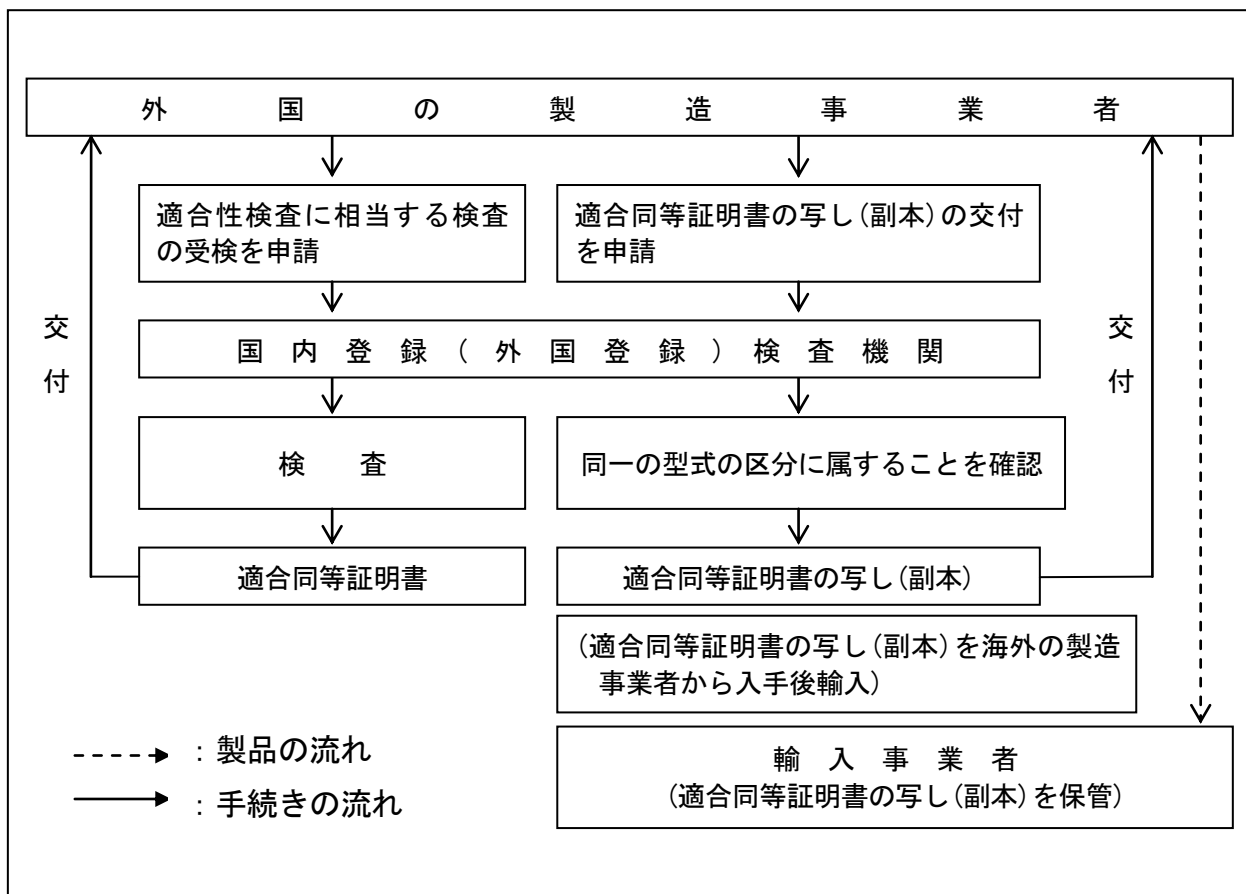 外国の製造事業者
適合性検査に相当する検査
の受検を申請
適合同等証明書の写し(副本)の交付
を申請
交付
交付
国内登録(外国登録)検査機関
検査
同一の型式の区分に属することを確認
適合同等証明書
適合同等証明書の写し(副本)
(適合同等証明書の写し(副本)を海外の製造
事業者から入手後輸入)
輸入事業者
(適合同等証明書の写し(副本)を保管)
:製品の流れ
:手続きの流れ